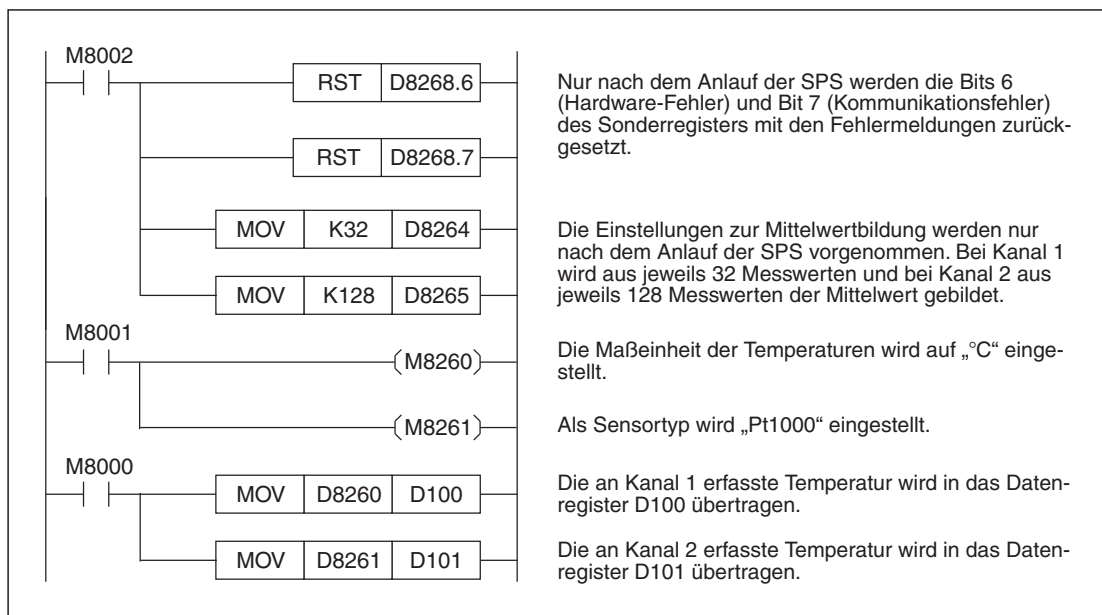 M8002
RST D8268.6
Nur nach dem Anlauf der SPS werden die Bits 6
(Hardware-Fehler) und Bit 7 (Kommunikationsfehler)
des Sonderregisters mit den Fehlermeldungen zurück-
gesetzt.
RST D8268.7
MOV K32 D8264
Die Einstellungen zur Mittelwertbildung werden nur
nach dem Anlauf der SPS vorgenommen. Bei Kanal 1
wird aus jeweils 32 Messwerten und bei Kanal 2 aus
jeweils 128 Messwerten der Mittelwert gebildet.
MOV K128 D8265
M8001
M8260
Die Maßeinheit der Temperaturen wird auf „°C“ einge-
stellt.
M8261
Als Sensortyp wird „Pt1000“ eingestellt.
M8000
MOV D8260 D100
Die an Kanal 1 erfasste Temperatur wird in das Daten-
register D100 übertragen.
MOV D8261 D101
Die an Kanal 2 erfasste Temperatur wird in das Daten-
register D101 übertragen.